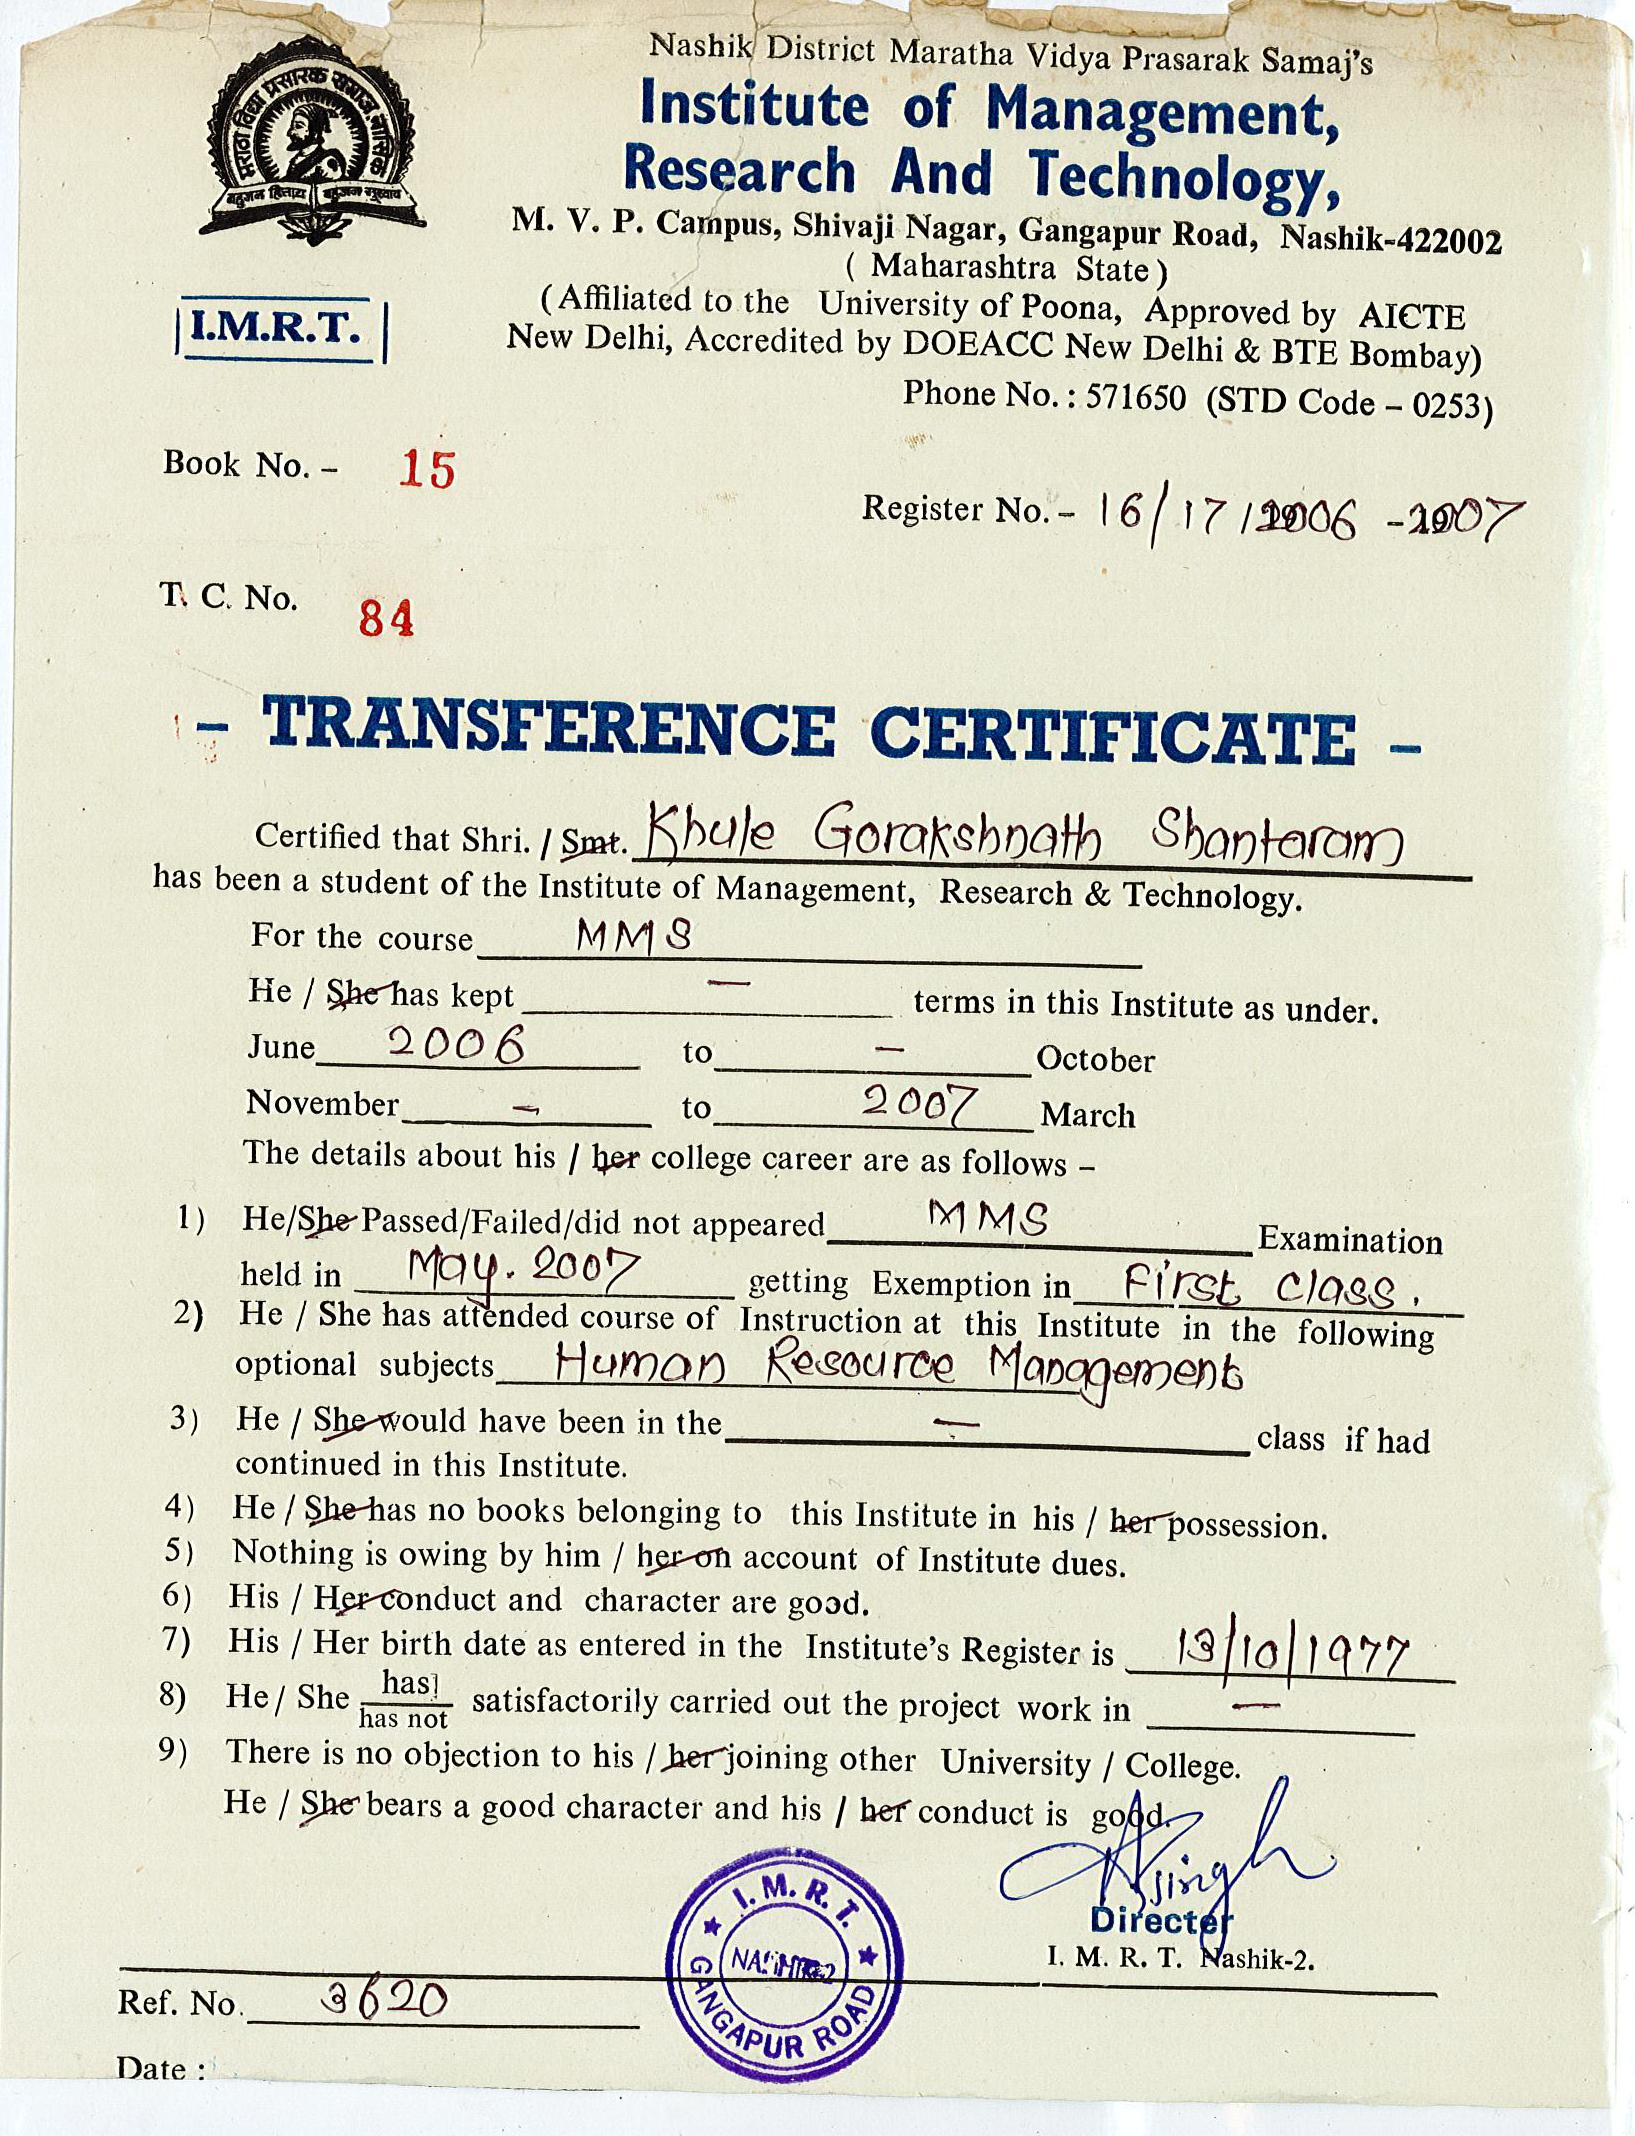 मराठा विद्या प्रसारक समाज नासिक
बहुजन हिताय बहुजन सुखाय
Nashik District Maratha Vidya Prasarak Samaj's
Institute of Management,
Research And Technology,
M. V. P. Campus, Shivaji Nagar, Gangapur Road, Nashik-422002
( Maharashtra State )
I.M.R.T.
(Affiliated to the University of Poona, Approved by AICTE
New Delhi, Accredited by DOEACC New Delhi & BTE Bombay)
Phone No. : 571650 (STD Code – 0253)
Book No. – 15
Register No. – 16/17/2006 -2007
T. C. No. 84
– TRANSFERENCE CERTIFICATE –
Certified that Shri. / Smt. Khule Gorakshnath Shantaram
has been a student of the Institute of Management, Research & Technology.
For the course MMS
He / She has kept — terms in this Institute as under.
June 2006 to — October
November — to 2007 March
The details about his / her college career are as follows –
1) He/She Passed/Failed/did not appeared MMS Examination
held in May. 2007 getting Exemption in First Class.
2) He / She has attended course of Instruction at this Institute in the following
optional subjects Human Resource Management
3) He / She would have been in the — class if had
continued in this Institute.
4) He / She has no books belonging to this Institute in his / her possession.
5) Nothing is owing by him / her on account of Institute dues.
6) His / Her conduct and character are good.
7) His / Her birth date as entered in the Institute's Register is 13/10/1977
8) He / She has / has not satisfactorily carried out the project work in —
9) There is no objection to his / her joining other University / College.
He / She bears a good character and his / her conduct is good.
Director
I. M. R. T. Nashik-2.
I. M. R. T.
NASHIK-2
GANGAPUR ROAD
Ref. No. 3620
Date :